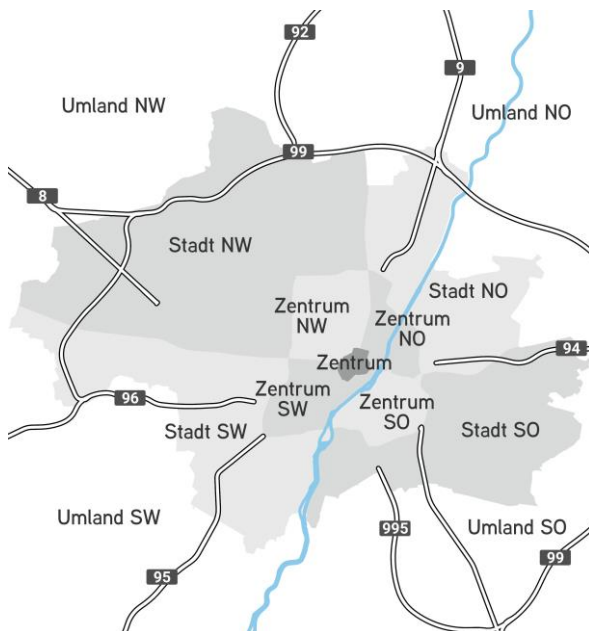 92
9
Umland NW
Umland NO
99
8
Stadt NW
Stadt NO
Zentrum
NW
Zentrum
NO
94
Zentrum
Zentrum
SW
96
Zentrum
SO
Stadt SW
Stadt SO
Umland SW
995
Umland SO
99
95